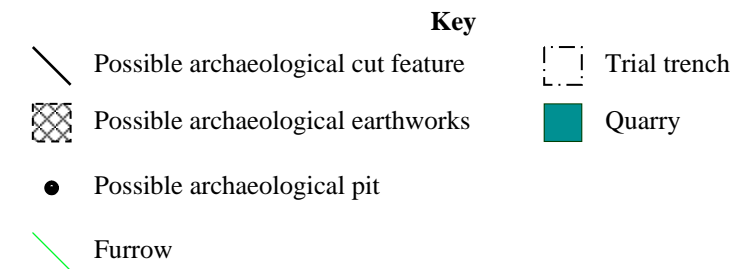 Key
Possible archaeological cut feature
Trial trench
Possible archaeological earthworks
Quarry
Possible archaeological pit
Furrow